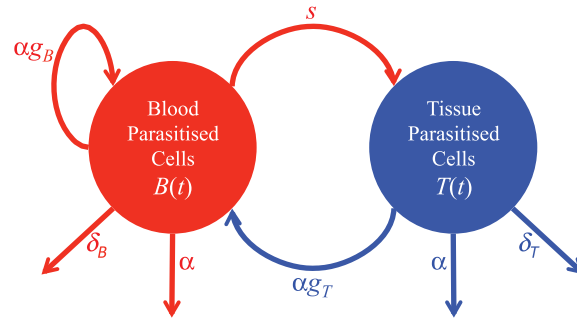 s
αg_B
Blood
Parasitised
Cells
B(t)
Tissue
Parasitised
Cells
T(t)
δ_B
α
αg_T
α
δ_T